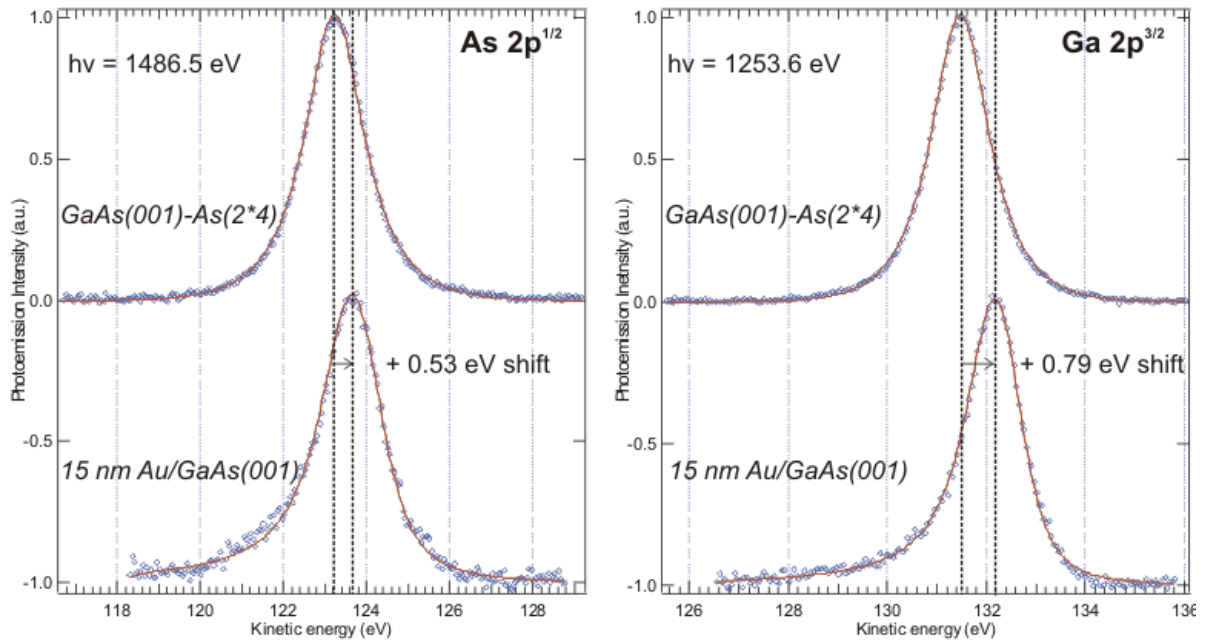 As 2p1/2
hν = 1486.5 eV
GaAs(001)-As(2*4)
+ 0.53 eV shift
15 nm Au/GaAs(001)
Photoemission Intensity (a.u.)
1.0
0.5
0.0
-0.5
-1.0
118 120 122 124 126 128
Kinetic energy (eV)
Ga 2p3/2
hν = 1253.6 eV
GaAs(001)-As(2*4)
+ 0.79 eV shift
15 nm Au/GaAs(001)
Photoemission Intetnsity (a.u.)
1.0
0.5
0.0
-0.5
-1.0
126 128 130 132 134 136
Kinetic energy (eV)